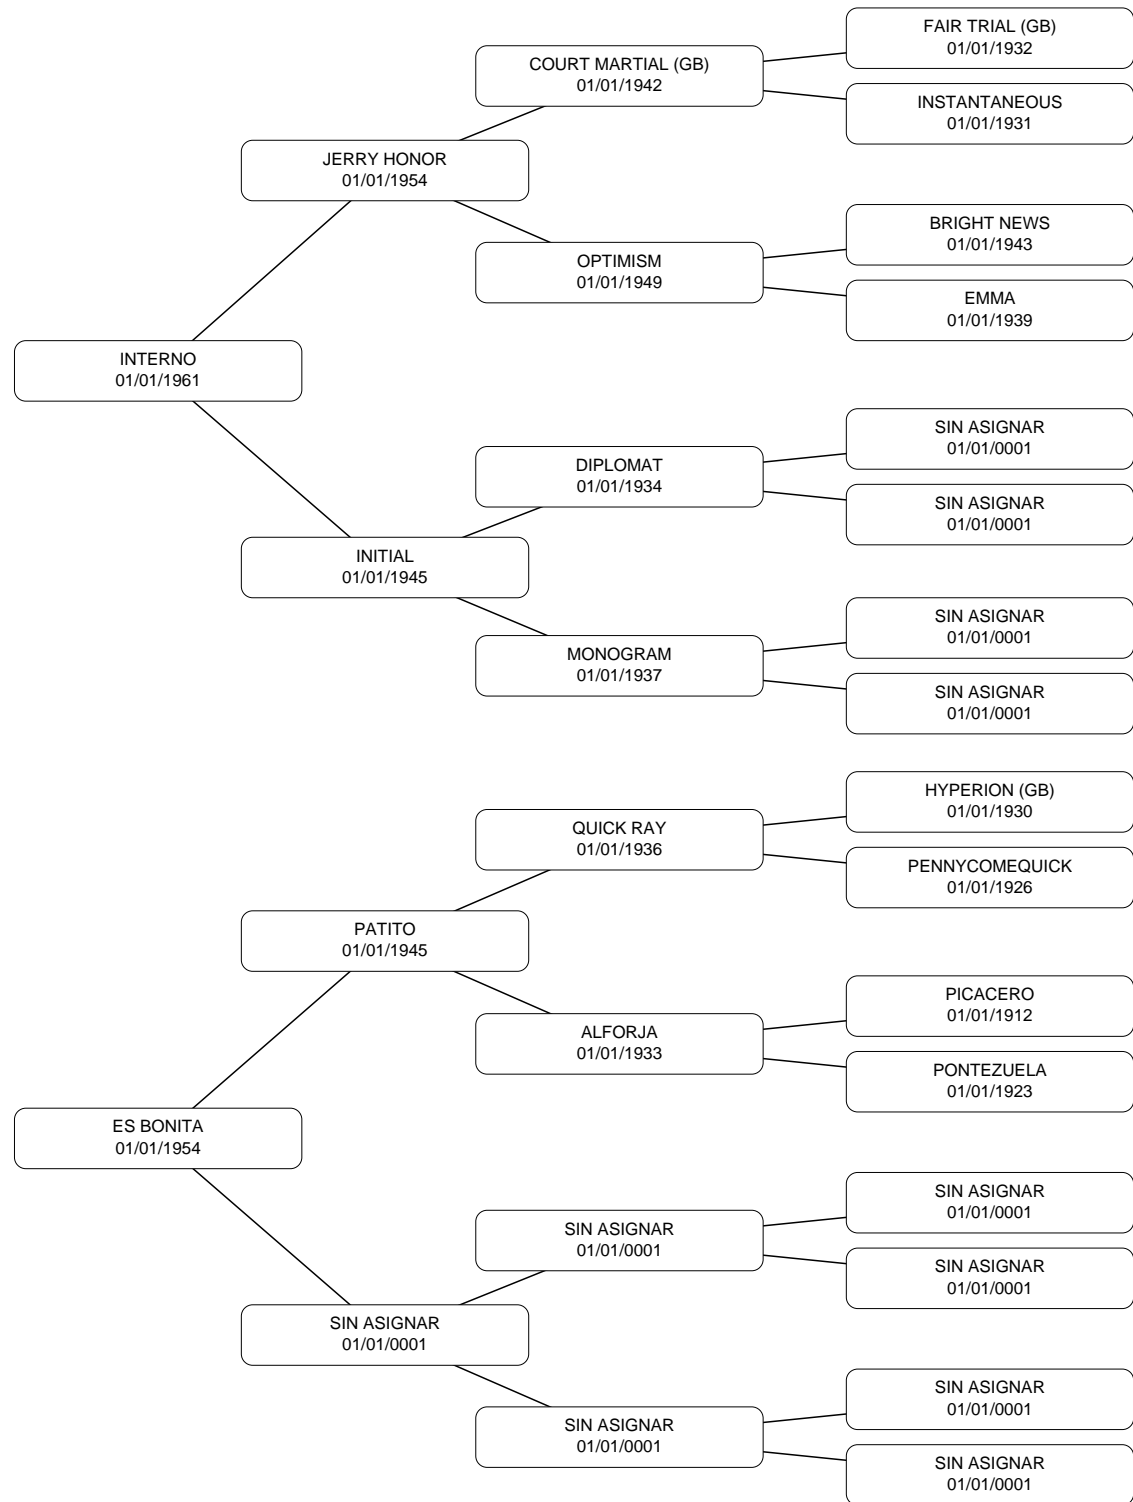 FAIR TRIAL (GB)
01/01/1932
COURT MARTIAL (GB)
01/01/1942
INSTANTANEOUS
01/01/1931
JERRY HONOR
01/01/1954
BRIGHT NEWS
01/01/1943
OPTIMISM
01/01/1949
EMMA
01/01/1939
INTERNO
01/01/1961
SIN ASIGNAR
01/01/0001
DIPLOMAT
01/01/1934
SIN ASIGNAR
01/01/0001
INITIAL
01/01/1945
SIN ASIGNAR
01/01/0001
MONOGRAM
01/01/1937
SIN ASIGNAR
01/01/0001
HYPERION (GB)
01/01/1930
QUICK RAY
01/01/1936
PENNYCOMEQUICK
01/01/1926
PATITO
01/01/1945
PICACERO
01/01/1912
ALFORJA
01/01/1933
PONTEZUELA
01/01/1923
ES BONITA
01/01/1954
SIN ASIGNAR
01/01/0001
SIN ASIGNAR
01/01/0001
SIN ASIGNAR
01/01/0001
SIN ASIGNAR
01/01/0001
SIN ASIGNAR
01/01/0001
SIN ASIGNAR
01/01/0001
SIN ASIGNAR
01/01/0001